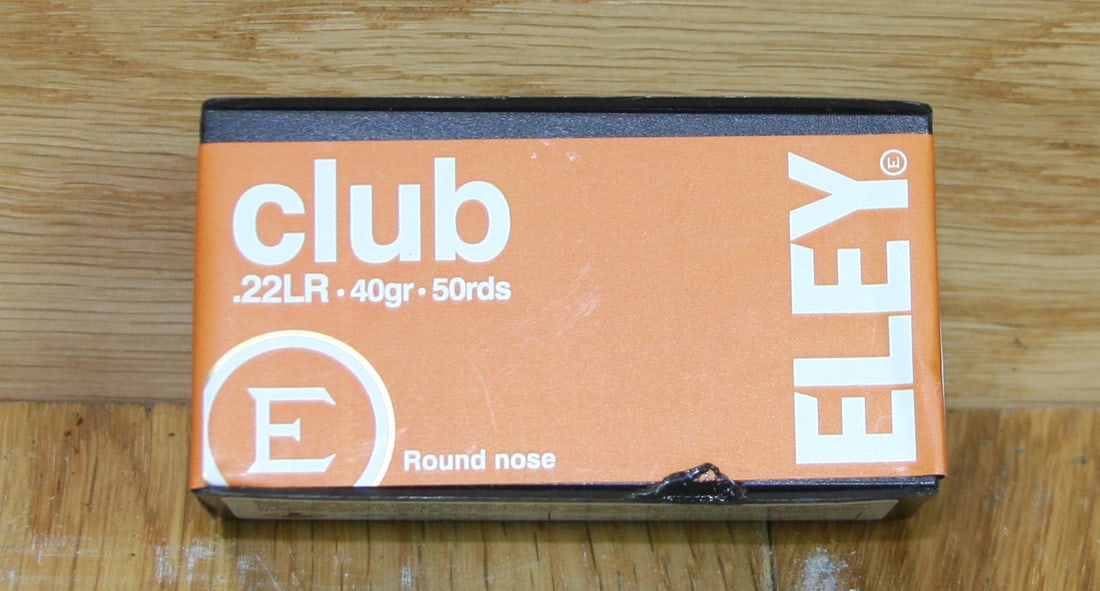 club
.22LR · 40gr · 50rds
E
Round nose
ELEY
E